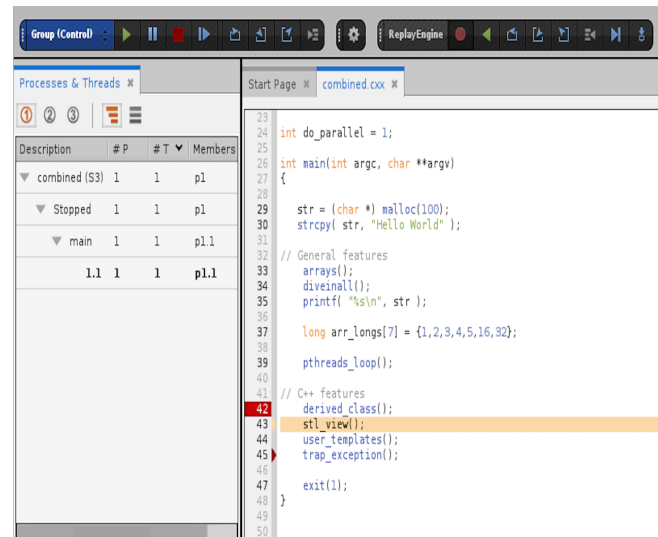 Group (Control) ReplayEngine
Processes & Threads
1 2 3
Description # P # T Members
combined (S3) 1 1 p1
Stopped 1 1 p1
main 1 1 p1.1
1.1 1 1 p1.1
Start Page combined.cxx
23
24 int do_parallel = 1;
25
26 int main(int argc, char **argv)
27 {
28
29 str = (char *) malloc(100);
30 strcpy( str, "Hello World" );
31
32 // General features
33 arrays();
34 diveinall();
35 printf( "%s\n", str );
36
37 long arr_longs[7] = {1,2,3,4,5,16,32};
38
39 pthreads_loop();
40
41 // C++ features
42 derived_class();
43 stl_view();
44 user_templates();
45 trap_exception();
46
47 exit(1);
48 }
49
50